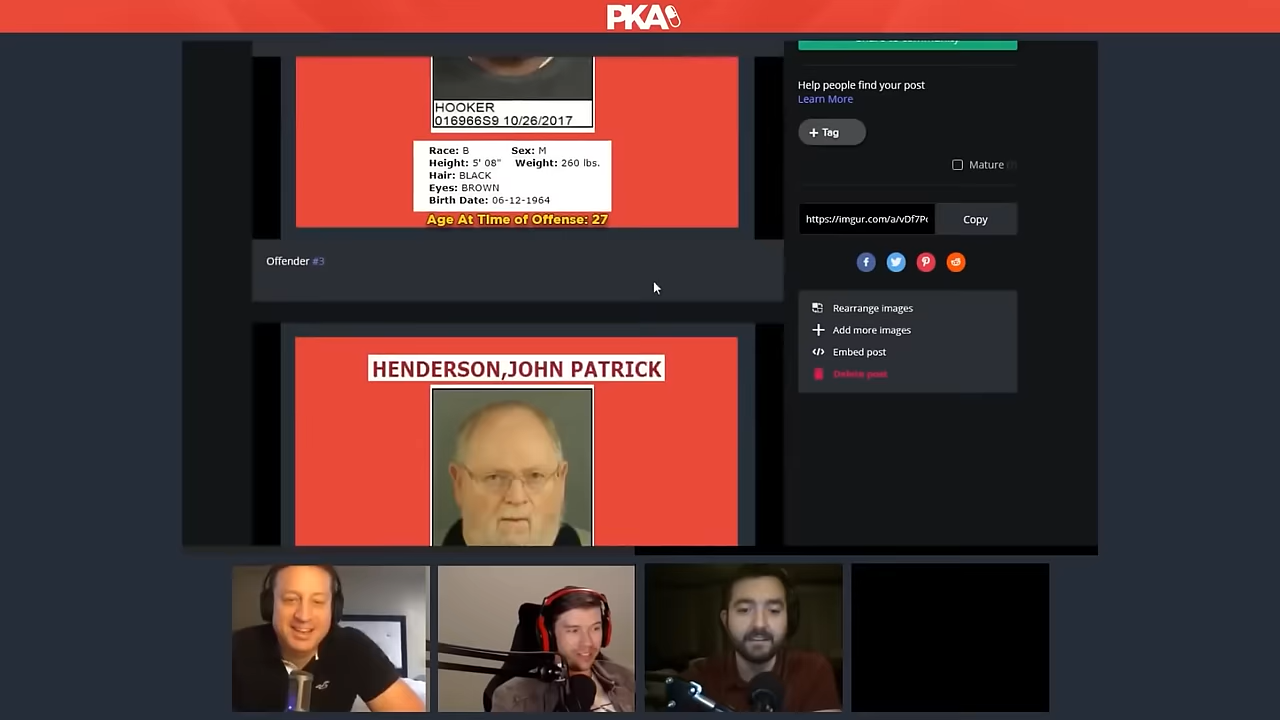 PKA
HOOKER
016966S9 10/26/2017
Race: B Sex: M
Height: 5' 08" Weight: 260 lbs.
Hair: BLACK
Eyes: BROWN
Birth Date: 06-12-1964
Age At Time of Offense: 27
Offender #3
HENDERSON,JOHN PATRICK
Help people find your post
Learn More
+ Tag
Mature
https://imgur.com/a/vDf7P
Copy
Rearrange images
Add more images
Embed post
Delete post